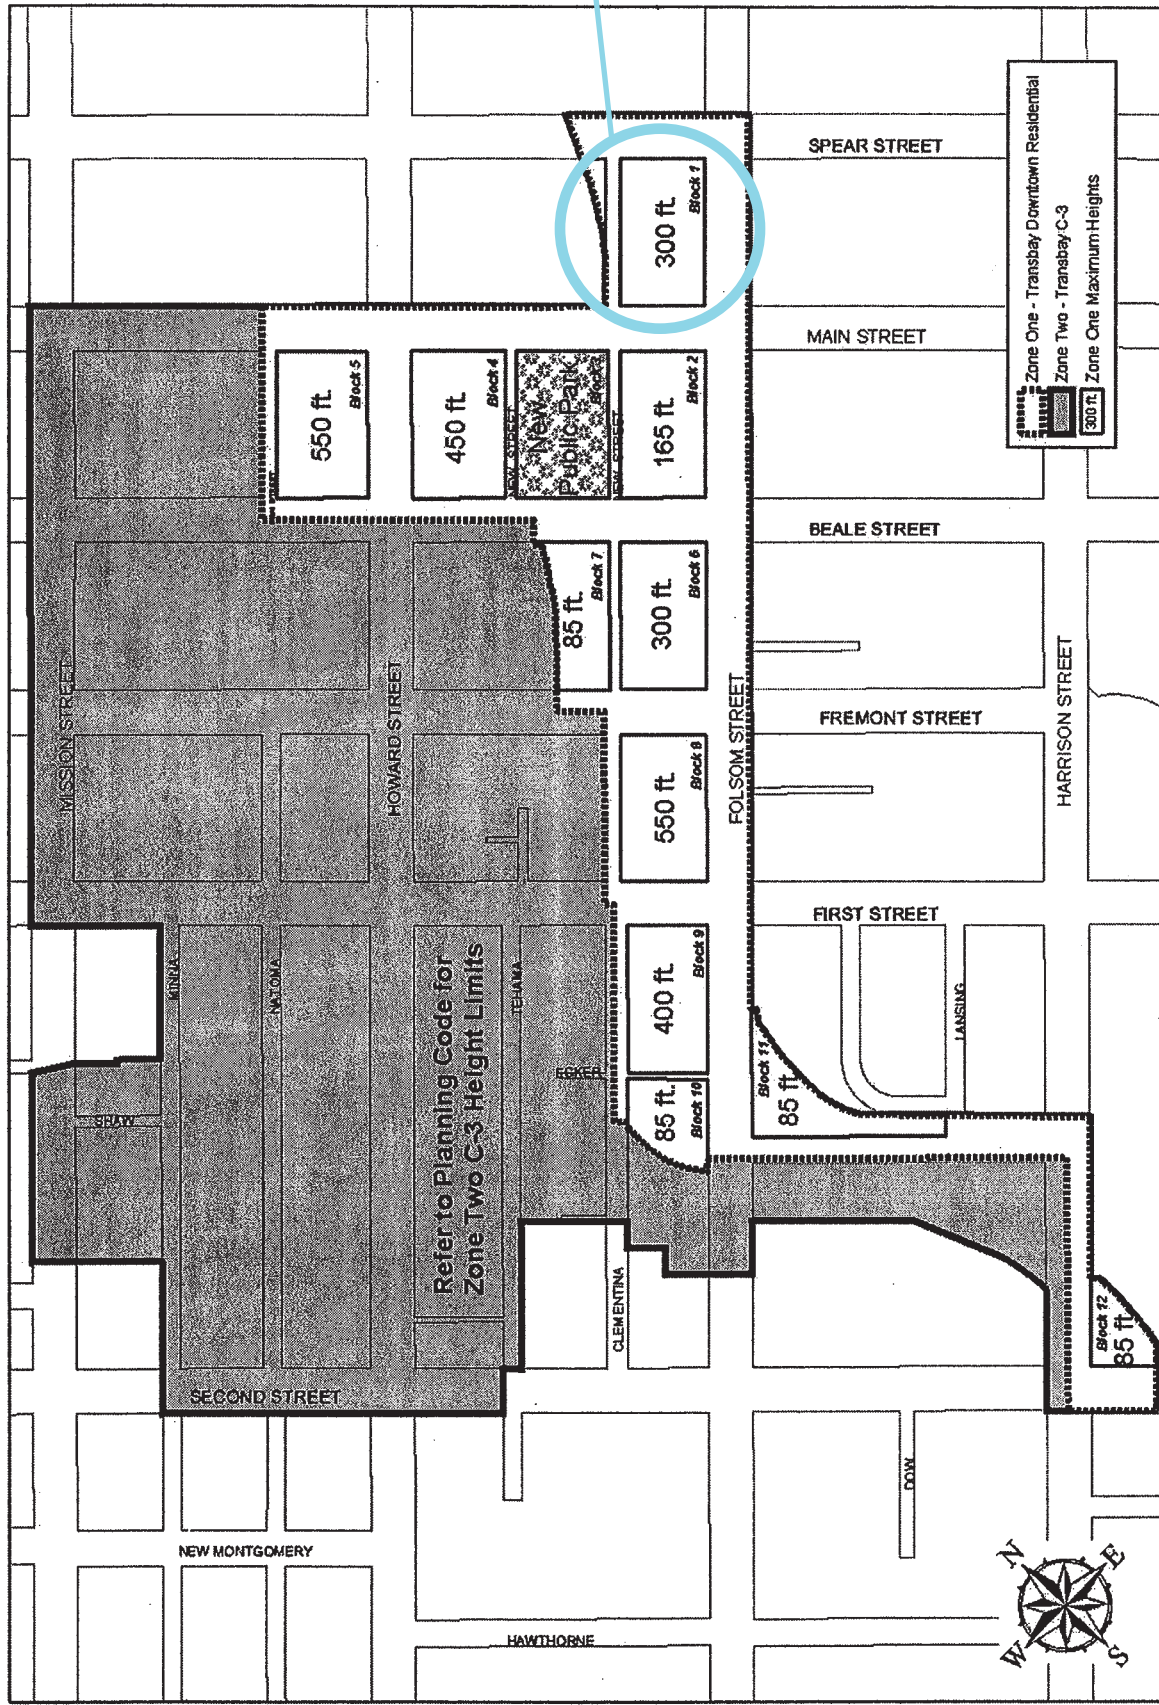 MISSION STREET
MINNA
NATOMA
SHAW
HOWARD STREET
TEHAMA
ECKER
CLEMENTINA
FOLSOM STREET
HARRISON STREET
SPEAR STREET
MAIN STREET
BEALE STREET
FREMONT STREET
FIRST STREET
LANSING
SECOND STREET
NEW MONTGOMERY
HAWTHORNE
DOW
NEW STREET
NEW STREET
Refer to Planning Code for
Zone Two C-3 Height Limits
300 ft.
Block 1
165 ft.
Block 2
New
Public Park
Block 3
450 ft.
Block 4
550 ft.
Block 5
300 ft.
Block 6
85 ft.
Block 7
550 ft.
Block 8
400 ft.
Block 9
85 ft.
Block 10
Block 11
85 ft.
Block 12
85 ft.
Zone One - Transbay Downtown Residential
Zone Two - Transbay C-3
300 ft.
Zone One Maximum Heights
N
E
S
W